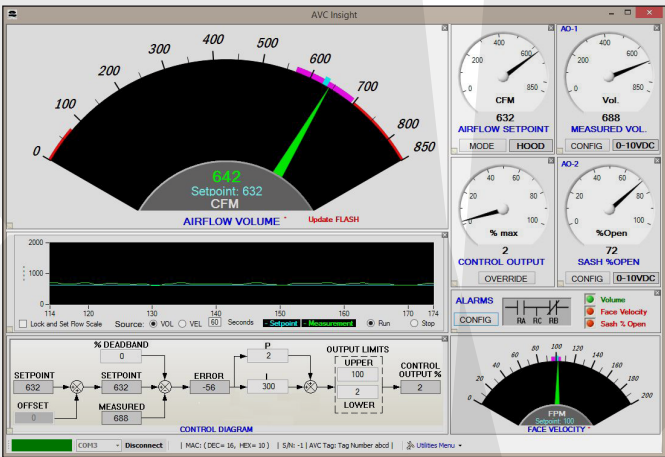 AVC Insight
0 100 200 300 400 500 600 700 800 850
642
Setpoint: 632
CFM
AIRFLOW VOLUME
Update FLASH
0 200 400 600 850
CFM
632
AIRFLOW SETPOINT
MODE HOOD
AO-1
0 200 400 600 850
Vol.
688
MEASURED VOL.
CONFIG 0-10VDC
0 20 40 60 80 100
% max
2
CONTROL OUTPUT
OVERRIDE
AO-2
0 20 40 60 80 100
%Open
72
SASH %OPEN
CONFIG 0-10VDC
2000
1000
0
114 120 130 140 150 160 170 174
Lock and Set Row Scale Source: VOL VEL 60 Seconds - Setpoint - Measurement Run Stop
ALARMS
CONFIG
RA RC RB
Volume
Face Velocity
Sash % Open
% DEADBAND
0
P
2
OUTPUT LIMITS
UPPER
100
2
LOWER
SETPOINT
632
SETPOINT
632
ERROR
-56
I
300
CONTROL
OUTPUT %
2
OFFSET
0
MEASURED
688
CONTROL DIAGRAM
0 20 40 60 80 100 120 140 160 200
FPM
Setpoint: 100
FACE VELOCITY
COM3 Disconnect | MAC: ( DEC= 16, HEX= 10 ) | S/N: -1 | AVC Tag: Tag Number abcd | Utilities Menu